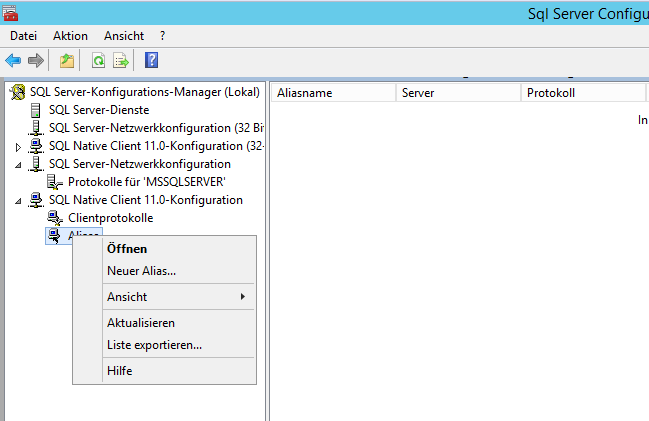 Sql Server Configu
Datei Aktion Ansicht ?
SQL Server-Konfigurations-Manager (Lokal)
SQL Server-Dienste
SQL Server-Netzwerkkonfiguration (32 Bi
SQL Native Client 11.0-Konfiguration (32-
SQL Server-Netzwerkkonfiguration
Protokolle für 'MSSQLSERVER'
SQL Native Client 11.0-Konfiguration
Clientprotokolle
Aliase
Aliasname Server Protokoll
In
Öffnen
Neuer Alias...
Ansicht
Aktualisieren
Liste exportieren...
Hilfe